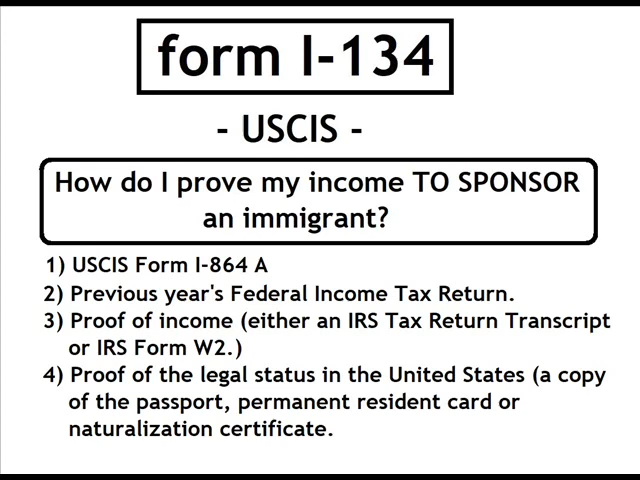 form I-134
- USCIS -
How do I prove my income TO SPONSOR
an immigrant?
1) USCIS Form I-864 A
2) Previous year's Federal Income Tax Return.
3) Proof of income (either an IRS Tax Return Transcript
or IRS Form W2.)
4) Proof of the legal status in the United States (a copy
of the passport, permanent resident card or
naturalization certificate.